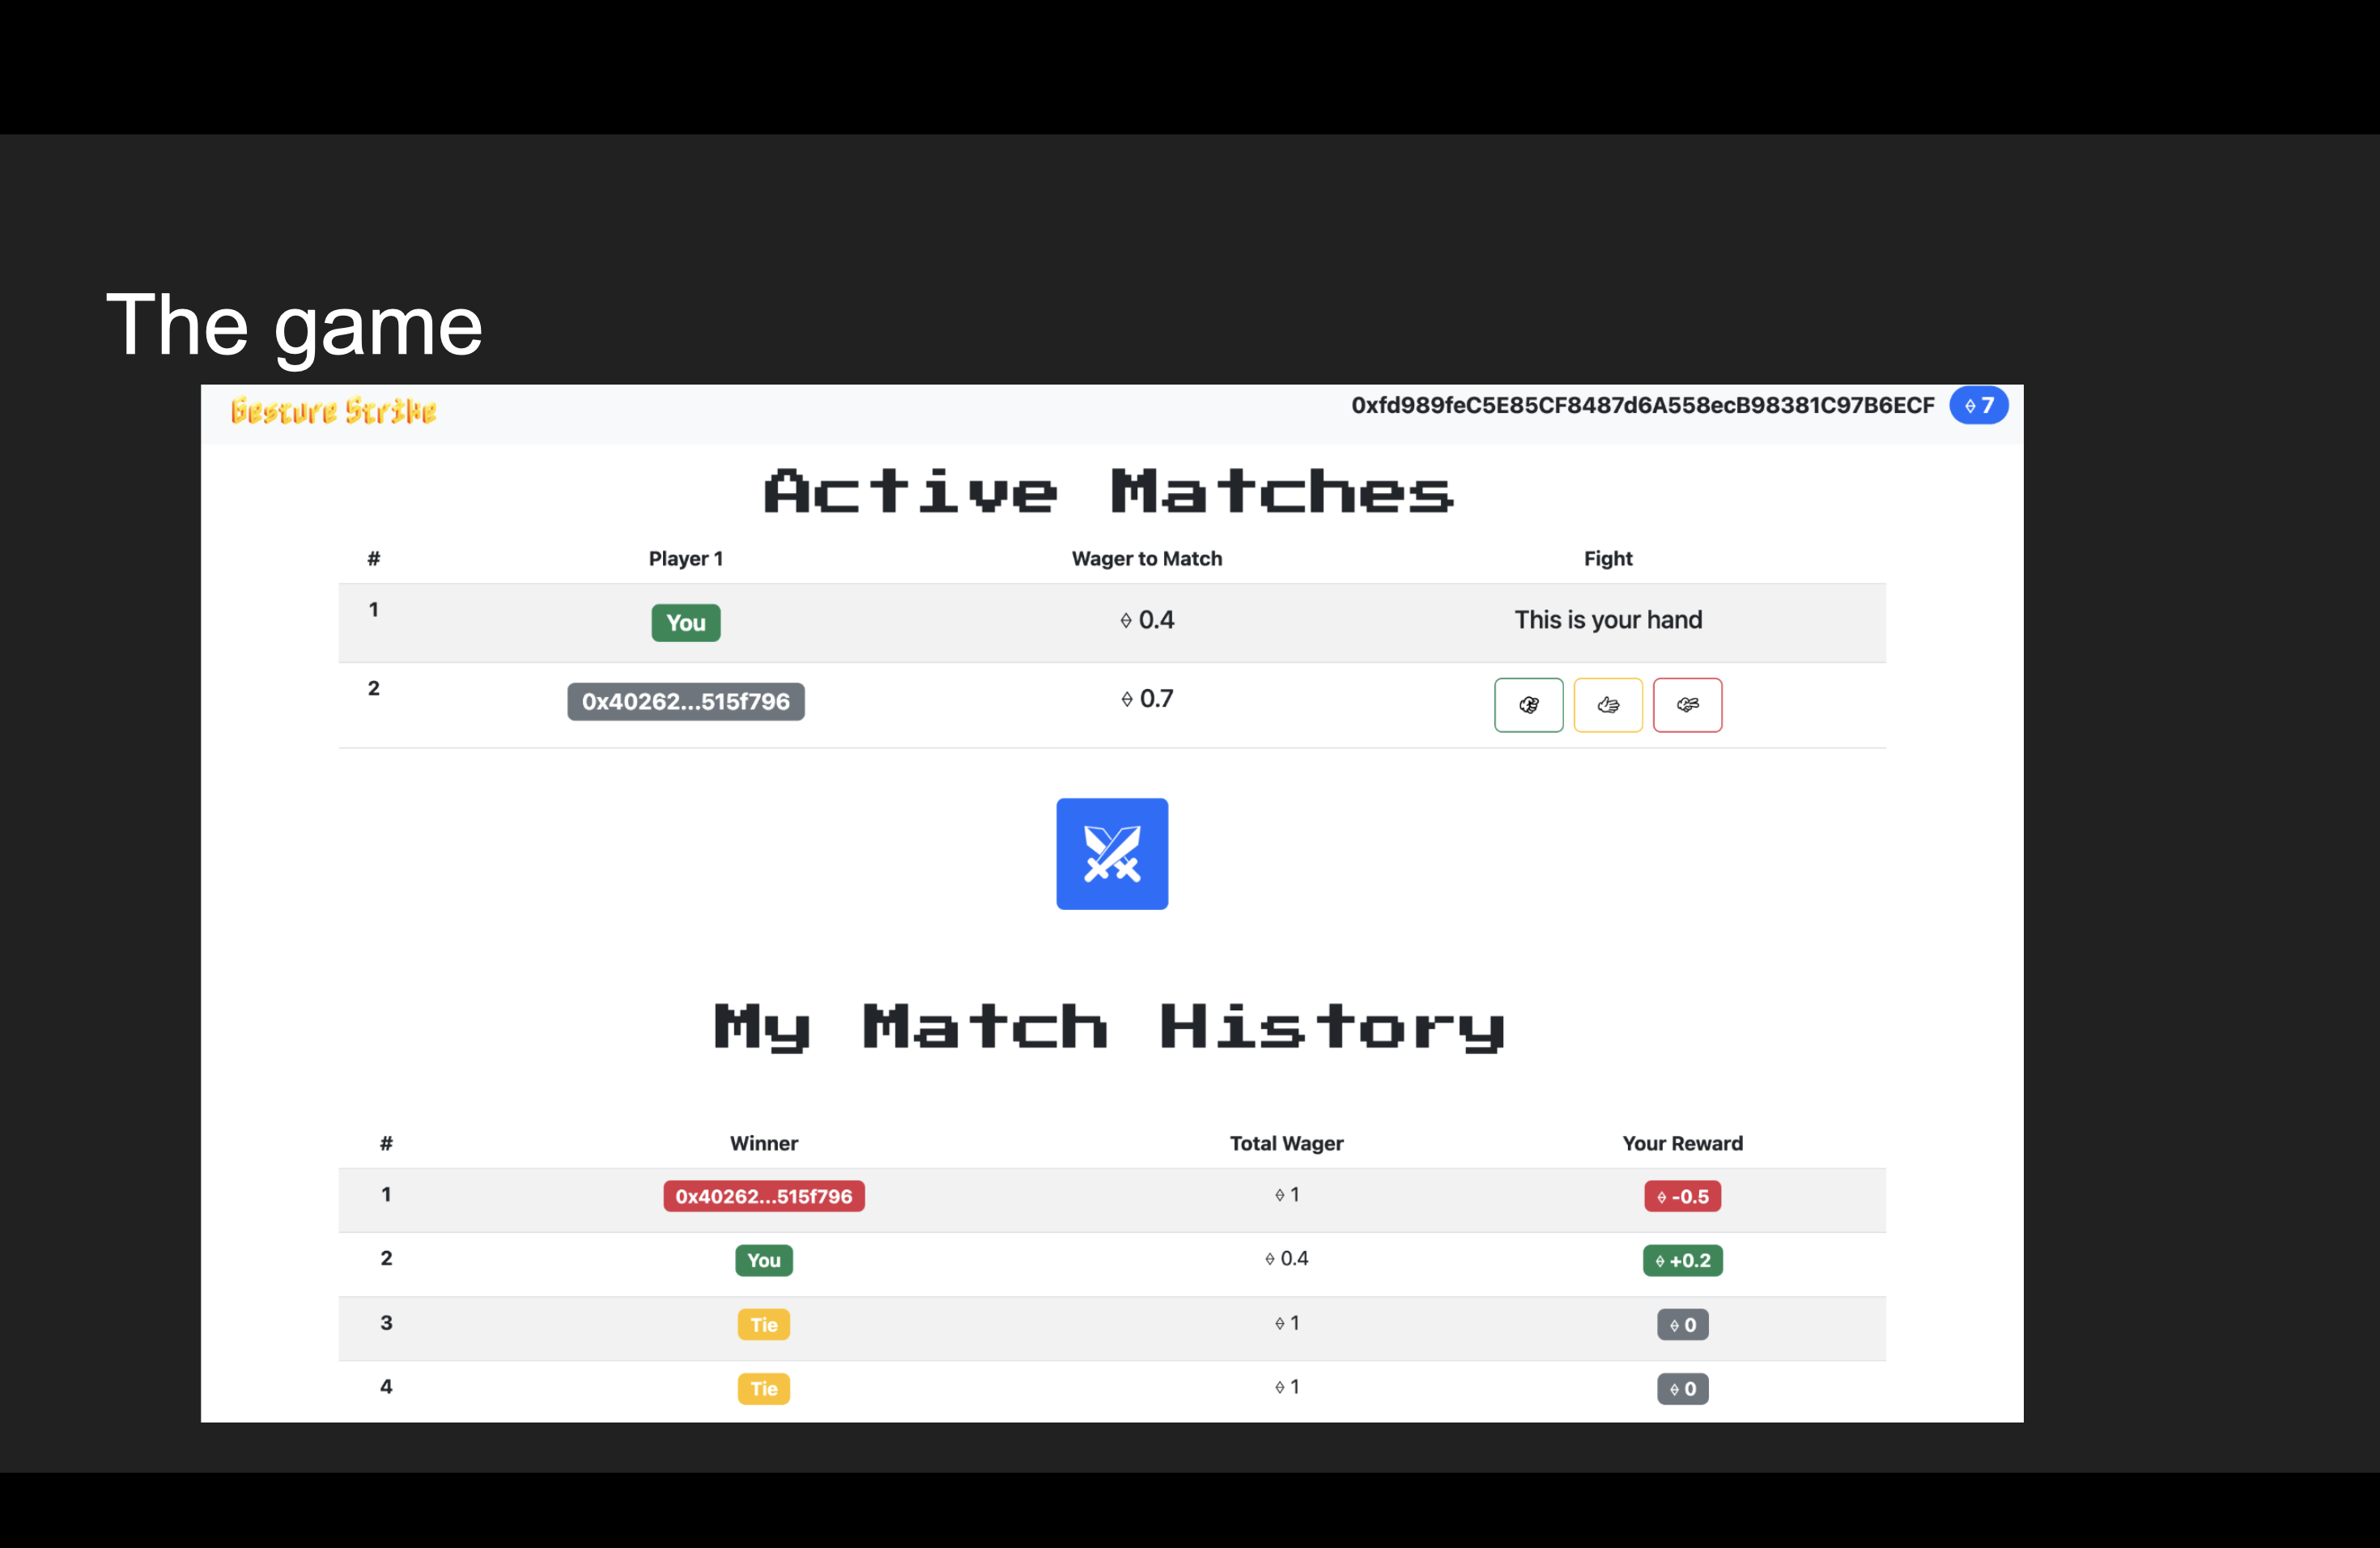 The game
Gesture Strike 0xfd989feC5E85CF8487d6A558ecB98381C97B6ECF 7
Active Matches
# Player 1 Wager to Match Fight
1 You 0.4 This is your hand
2 0x40262...515f796 0.7
My Match History
# Winner Total Wager Your Reward
1 0x40262...515f796 1 -0.5
2 You 0.4 +0.2
3 Tie 1 0
4 Tie 1 0